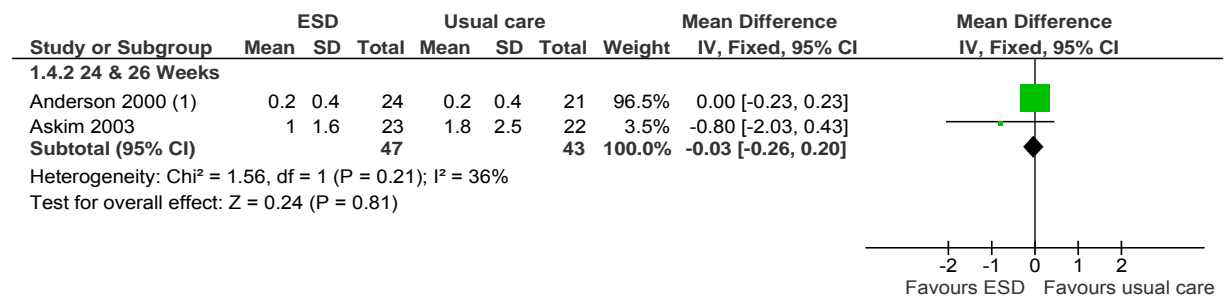 ESD Usual care Mean Difference Mean Difference
Study or Subgroup Mean SD Total Mean SD Total Weight IV, Fixed, 95% CI IV, Fixed, 95% CI
1.4.2 24 & 26 Weeks
Anderson 2000 (1) 0.2 0.4 24 0.2 0.4 21 96.5% 0.00 [-0.23, 0.23]
Askim 2003 1 1.6 23 1.8 2.5 22 3.5% -0.80 [-2.03, 0.43]
Subtotal (95% CI) 47 43 100.0% -0.03 [-0.26, 0.20]
Heterogeneity: Chi² = 1.56, df = 1 (P = 0.21); I² = 36%
Test for overall effect: Z = 0.24 (P = 0.81)
-2 -1 0 1 2
Favours ESD Favours usual care